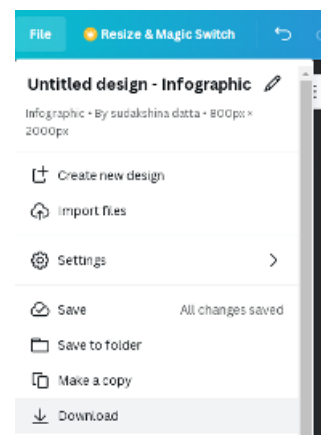 File Resize & Magic Switch
Untitled design - Infographic
Infographic • By sudakshina datta • 800px ×
2000px
Create new design
Import files
Settings
Save All changes saved
Save to folder
Make a copy
Download